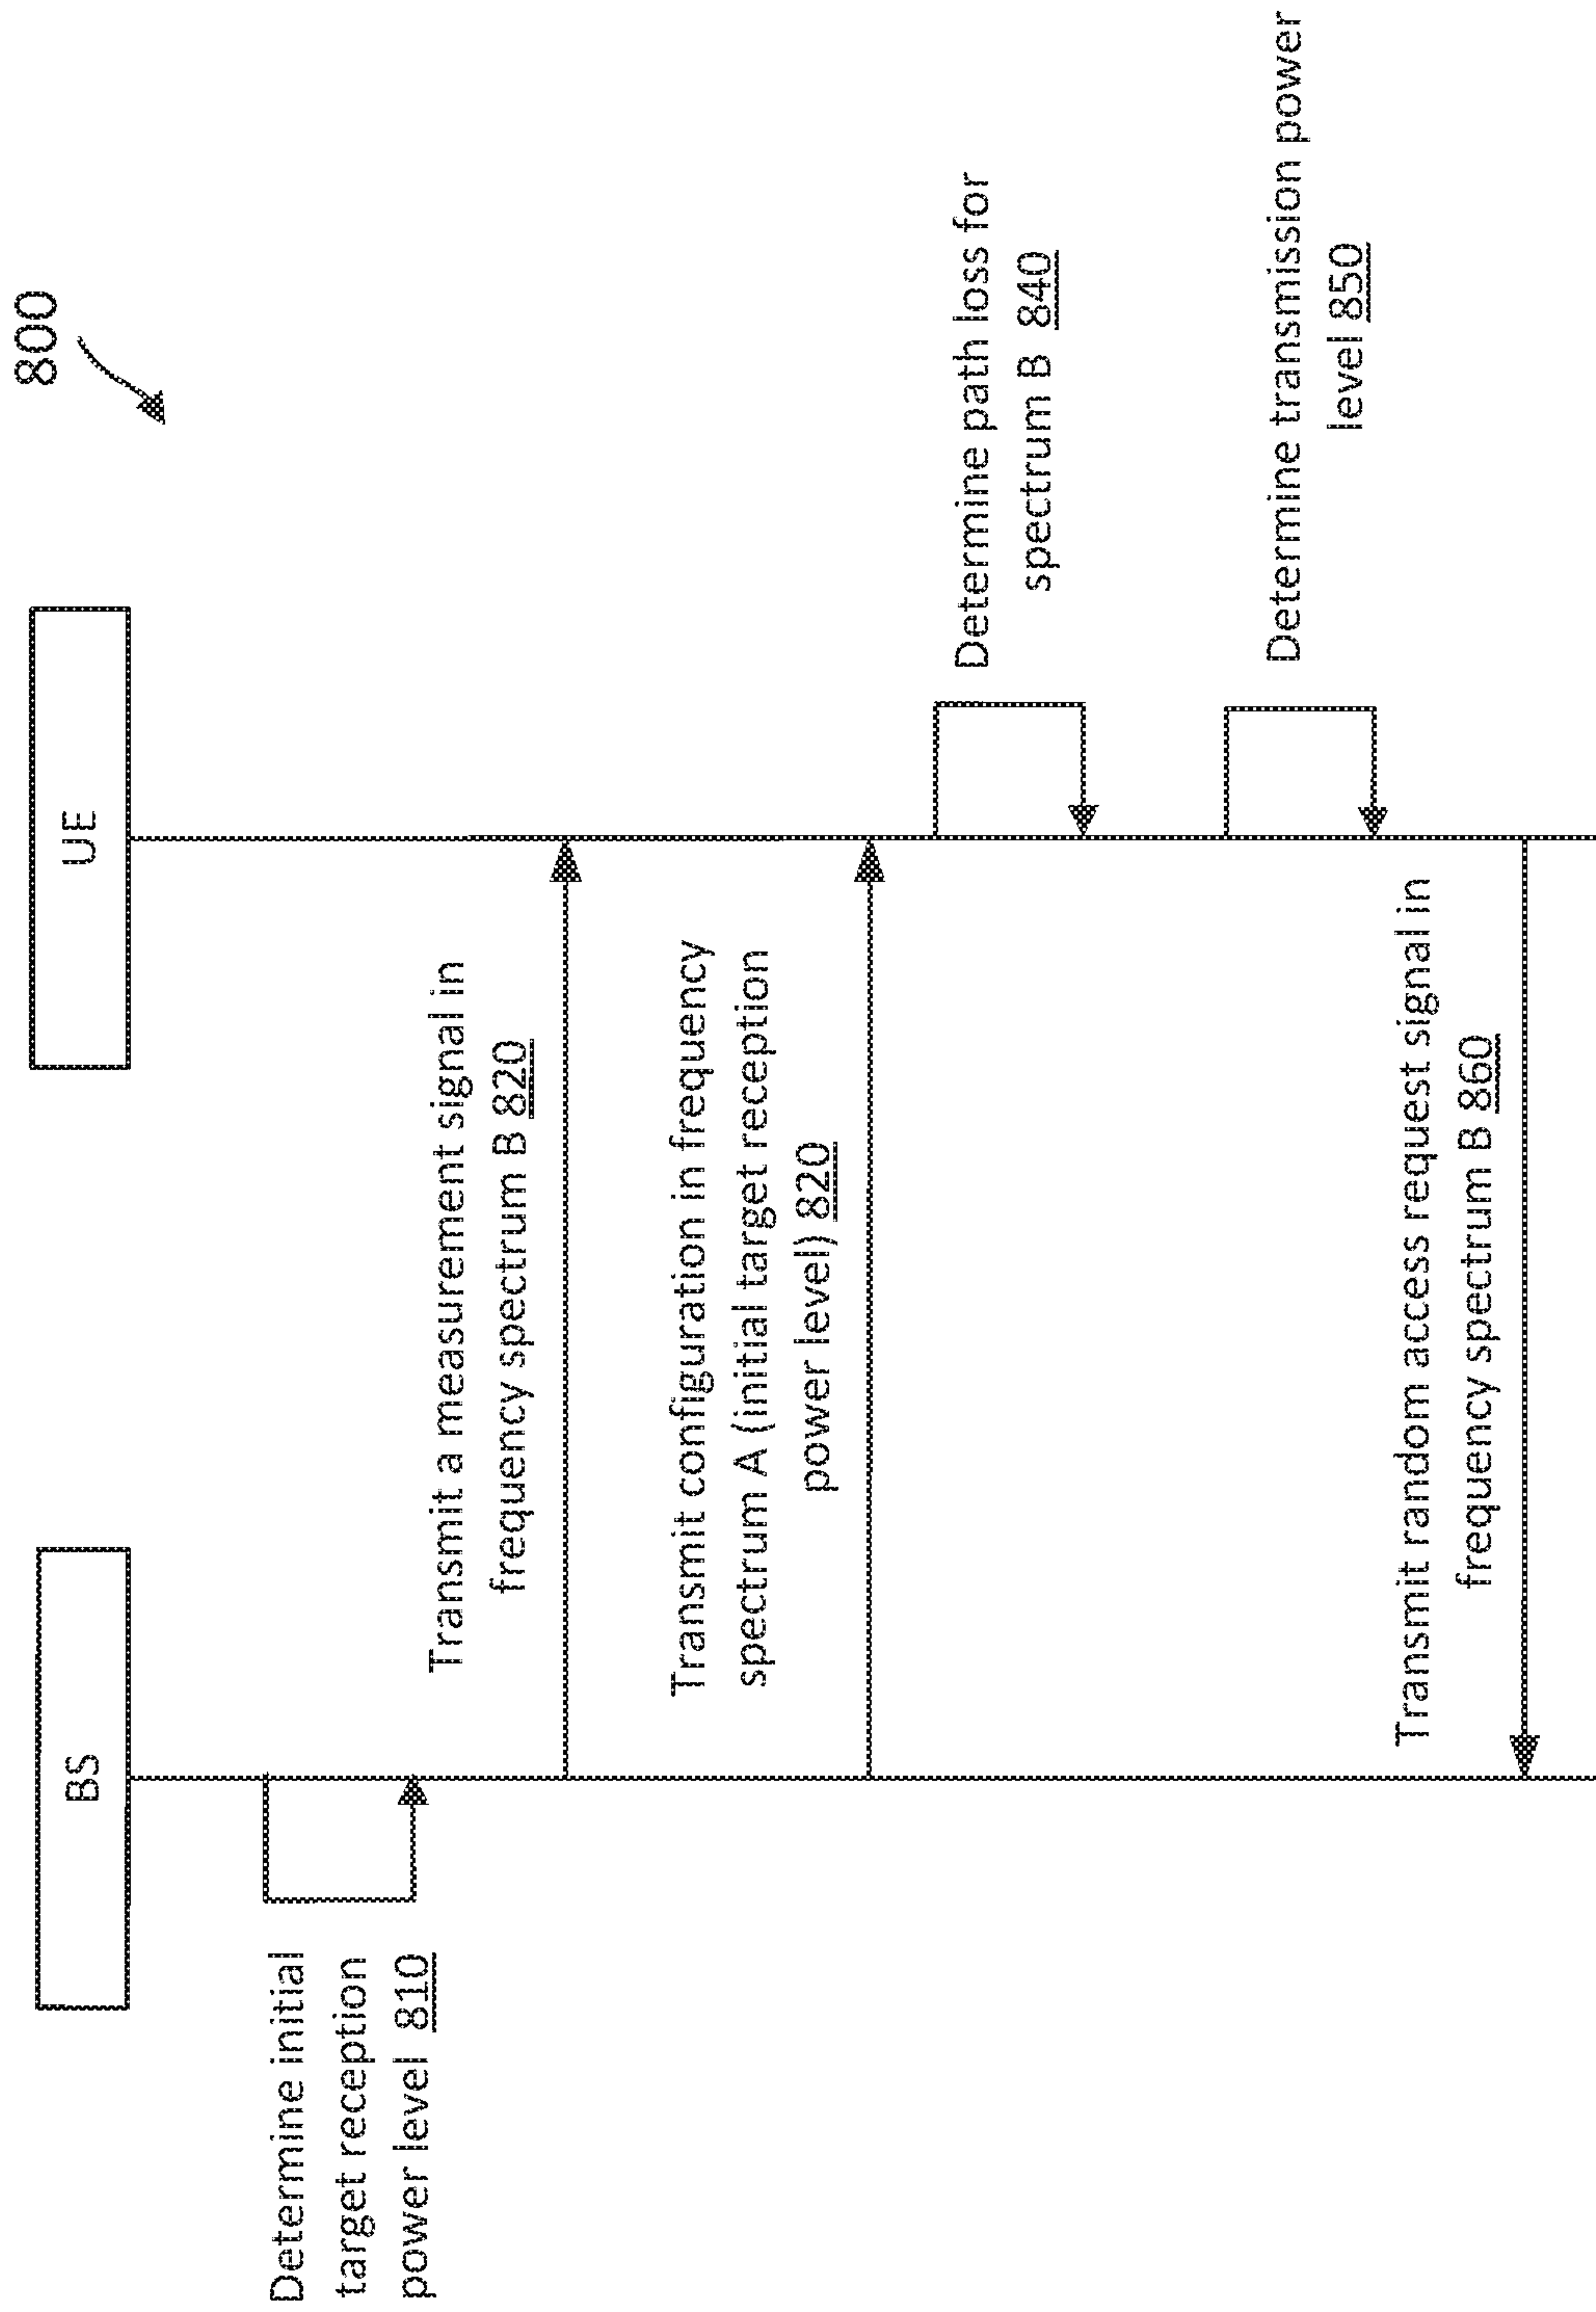 800
BS
UE
Determine initial
target reception
power level 810
Transmit a measurement signal in
frequency spectrum B 820
Transmit configuration in frequency
spectrum A (initial target reception
power level) 820
Determine path loss for
spectrum B 840
Determine transmission power
level 850
Transmit random access request signal in
frequency spectrum B 860